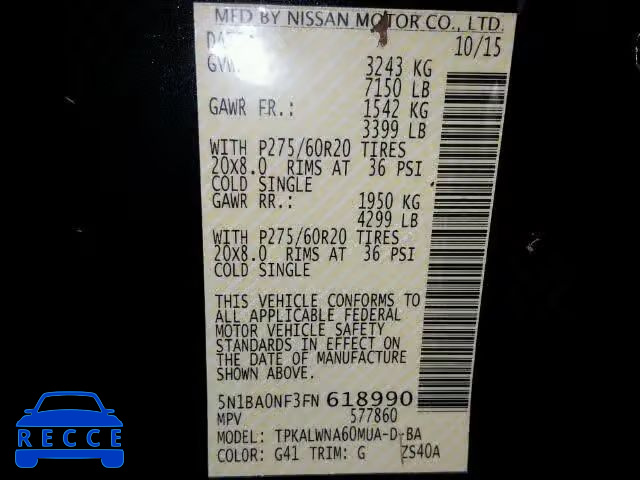 MFD BY NISSAN MOTOR CO., LTD.
DATE 10/15
GVW 3243 KG
7150 LB
GAWR FR.: 1542 KG
3399 LB
WITH P275/60R20 TIRES
20X8.0 RIMS AT 36 PSI
COLD SINGLE
GAWR RR.: 1950 KG
4299 LB
WITH P275/60R20 TIRES
20X8.0 RIMS AT 36 PSI
COLD SINGLE
THIS VEHICLE CONFORMS TO
ALL APPLICABLE FEDERAL
MOTOR VEHICLE SAFETY
STANDARDS IN EFFECT ON
THE DATE OF MANUFACTURE
SHOWN ABOVE.
5N1BA0NF3FN 618990
MPV 577860
MODEL: TPKALWNA60MUA-D-BA
COLOR: G41 TRIM: G ZS40A
RECCE